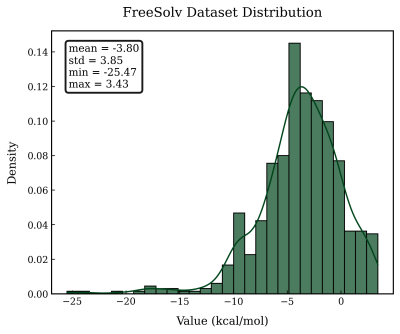 FreeSolv Dataset Distribution
mean = -3.80
std = 3.85
min = -25.47
max = 3.43
Density
0.14
0.12
0.10
0.08
0.06
0.04
0.02
0.00
−25 −20 −15 −10 −5 0
Value (kcal/mol)